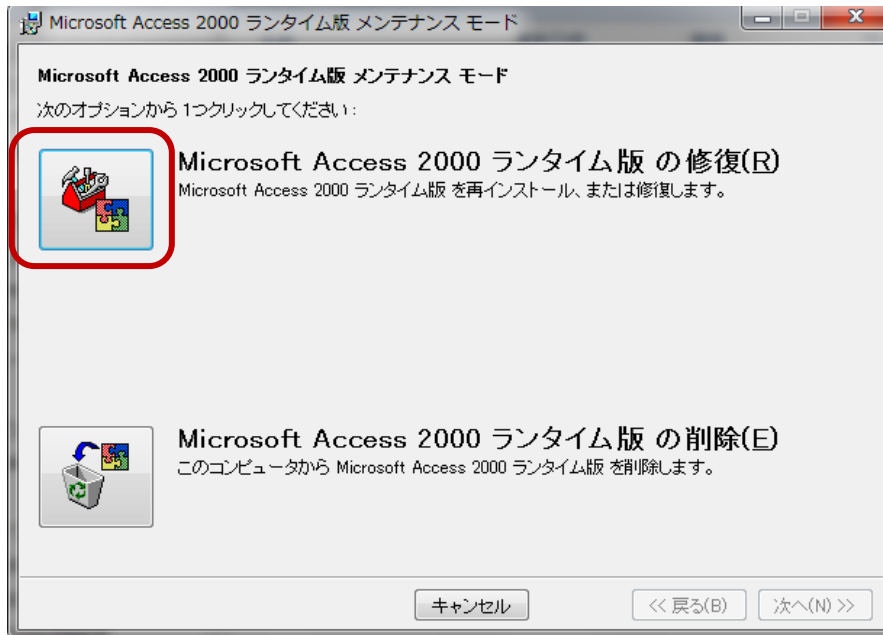 Microsoft Access 2000 ランタイム版 メンテナンス モード
Microsoft Access 2000 ランタイム版 メンテナンス モード
次のオプションから 1つクリックしてください:
Microsoft Access 2000 ランタイム版 の修復(R)
Microsoft Access 2000 ランタイム版 を再インストール、または修復します。
Microsoft Access 2000 ランタイム版 の削除(E)
このコンピュータから Microsoft Access 2000 ランタイム版 を削除します。
キャンセル
<< 戻る(B)
次へ(N) >>